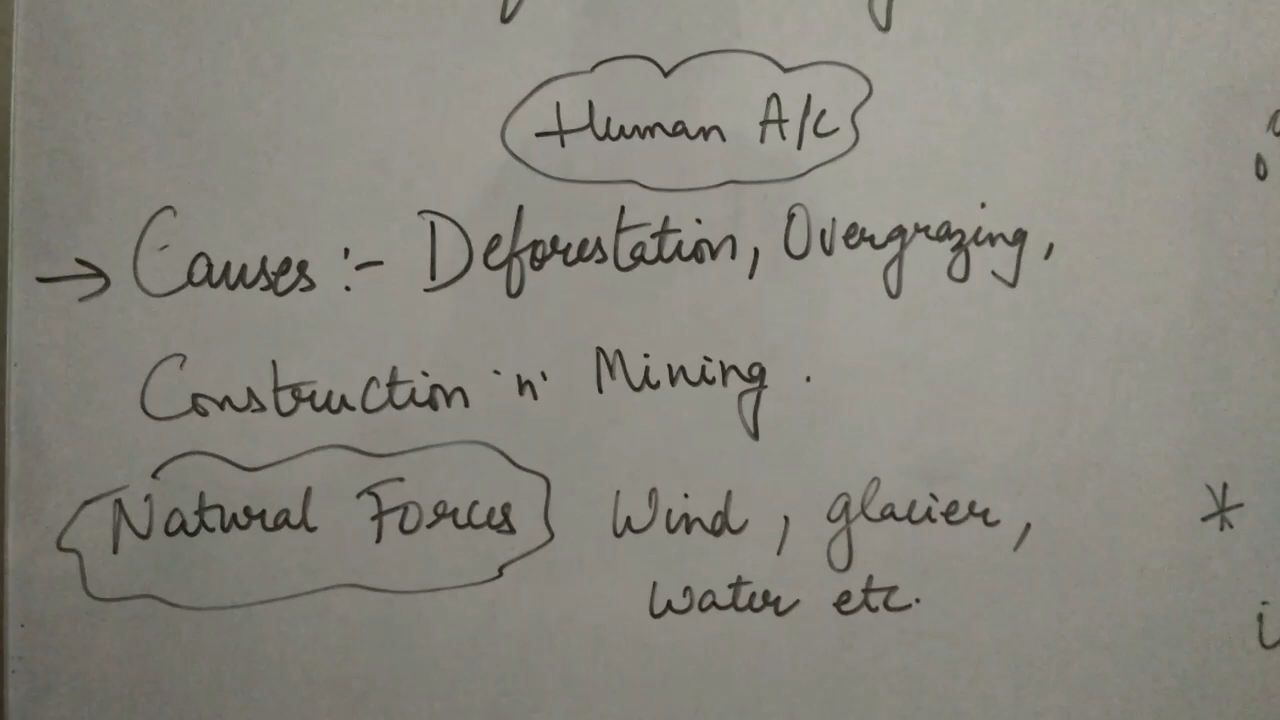 Human A/c
→ Causes :- Deforestation, Overgrazing,
Construction 'n' Mining.
Natural Forces Wind, glacier,
water etc.
*